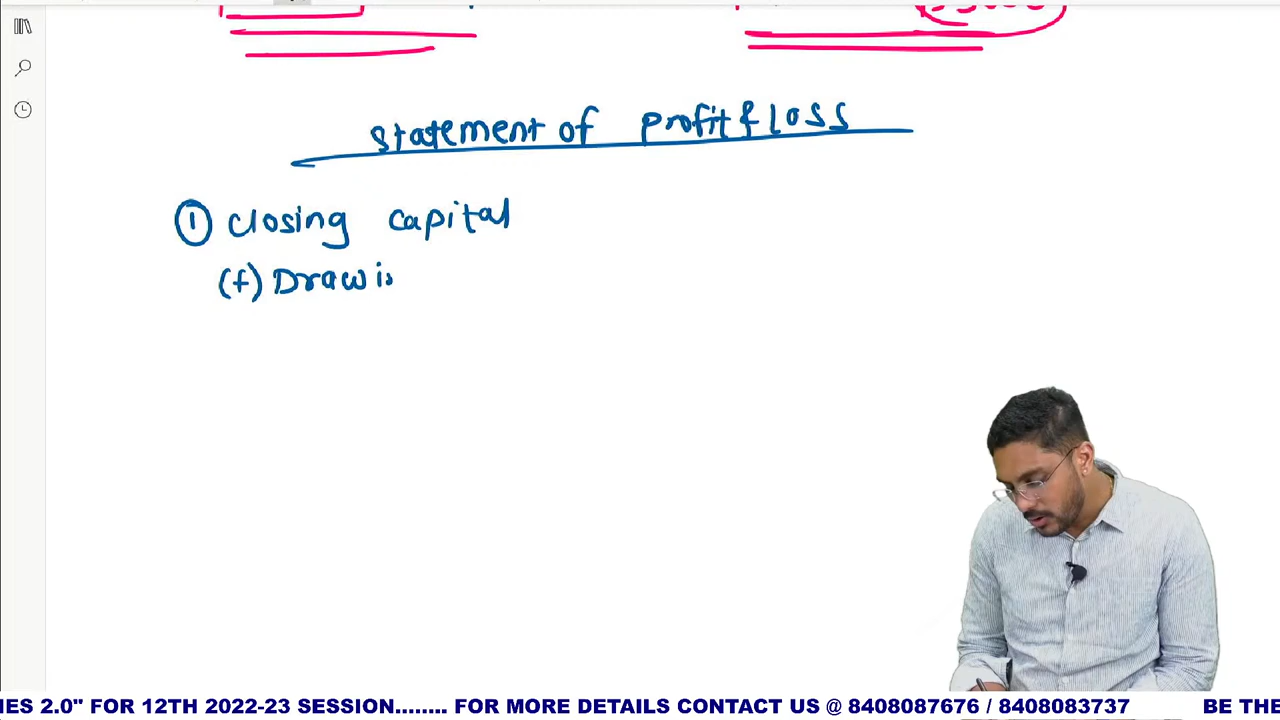 statement of profit & loss
① closing capital
(+) Drawi
IES 2.0" FOR 12TH 2022-23 SESSION........ FOR MORE DETAILS CONTACT US @ 8408087676 / 8408083737 BE THE